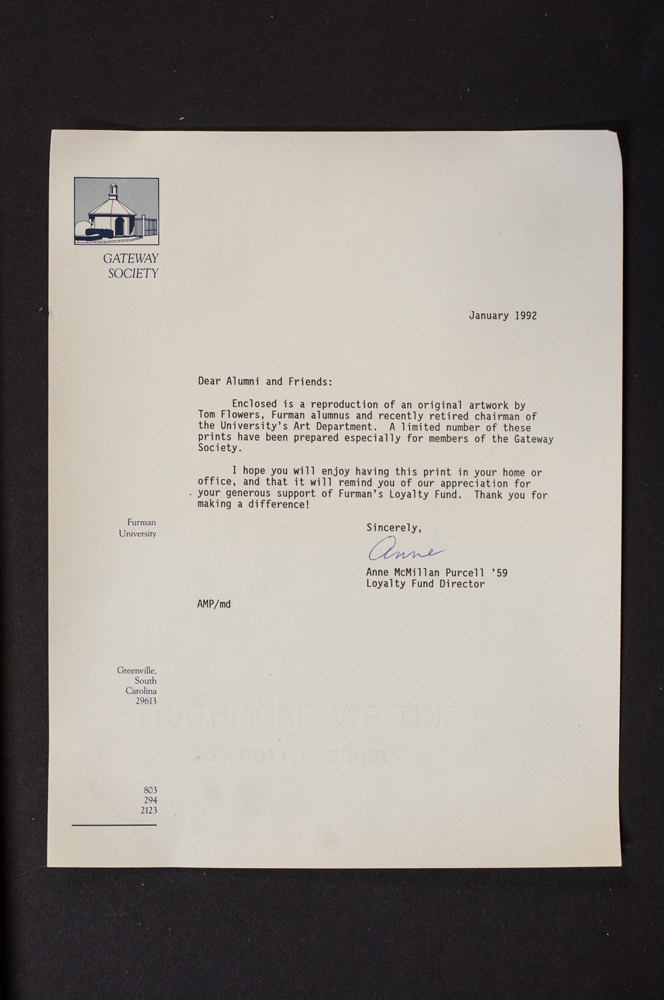 GATEWAY
SOCIETY
January 1992
Dear Alumni and Friends:
Enclosed is a reproduction of an original artwork by
Tom Flowers, Furman alumnus and recently retired chairman of
the University's Art Department. A limited number of these
prints have been prepared especially for members of the Gateway
Society.
I hope you will enjoy having this print in your home or
office, and that it will remind you of our appreciation for
your generous support of Furman's Loyalty Fund. Thank you for
making a difference!
Sincerely,
Anne
Anne McMillan Purcell '59
Loyalty Fund Director
AMP/md
Furman
University
Greenville,
South
Carolina
29613
STRATHMORE WRITING
25% COTTON FIBER
803
294
2123